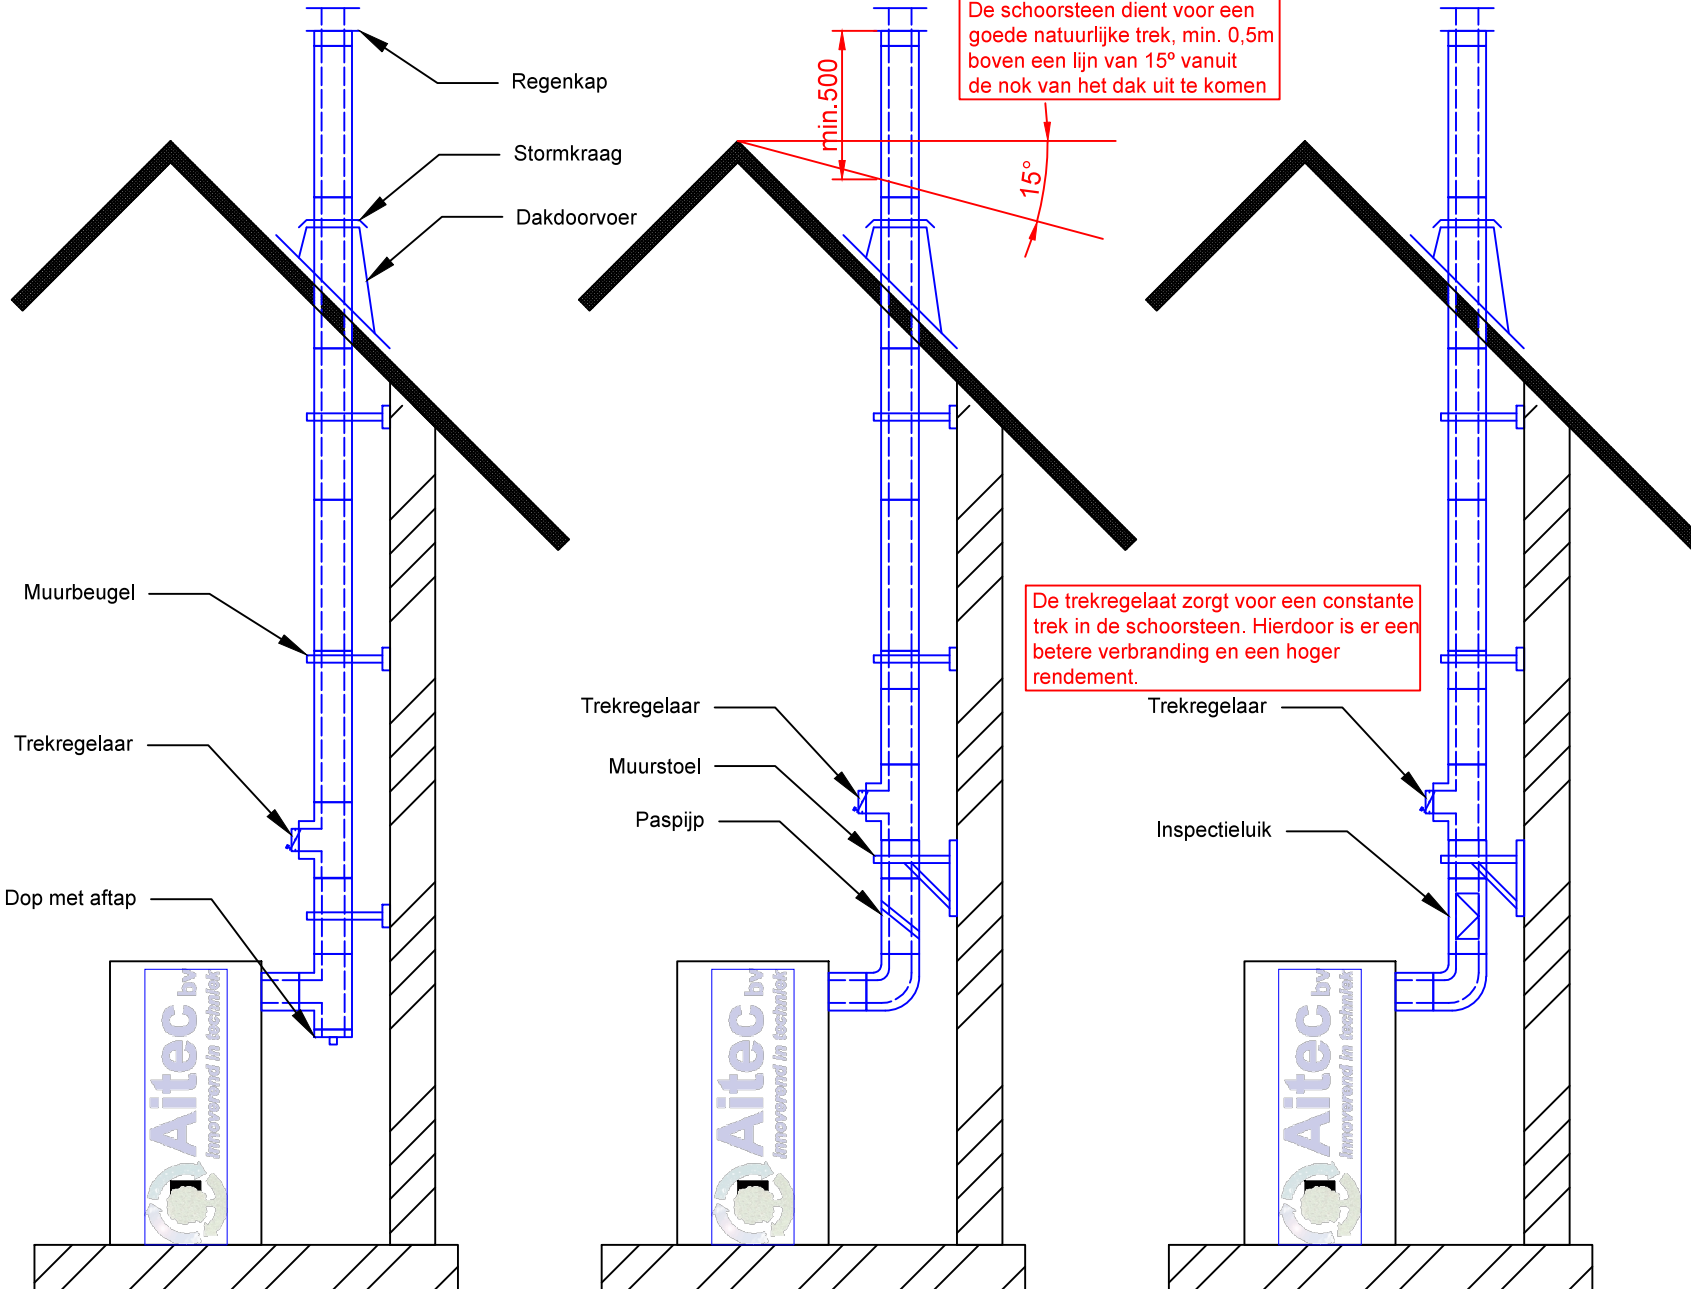 De schoorsteen dient voor een
goede natuurlijke trek, min. 0,5m
boven een lijn van 15º vanuit
de nok van het dak uit te komen
Regenkap
Stormkraag
Dakdoorvoer
min.500
15°
Muurbeugel
Trekregelaar
Dop met aftap
De trekregelaat zorgt voor een constante
trek in de schoorsteen. Hierdoor is er een
betere verbranding en een hoger
rendement.
Trekregelaar
Muurstoel
Paspijp
Trekregelaar
Inspectieluik
Aitec bv
innoverend in techniek
Aitec bv
innoverend in techniek
Aitec bv
innoverend in techniek